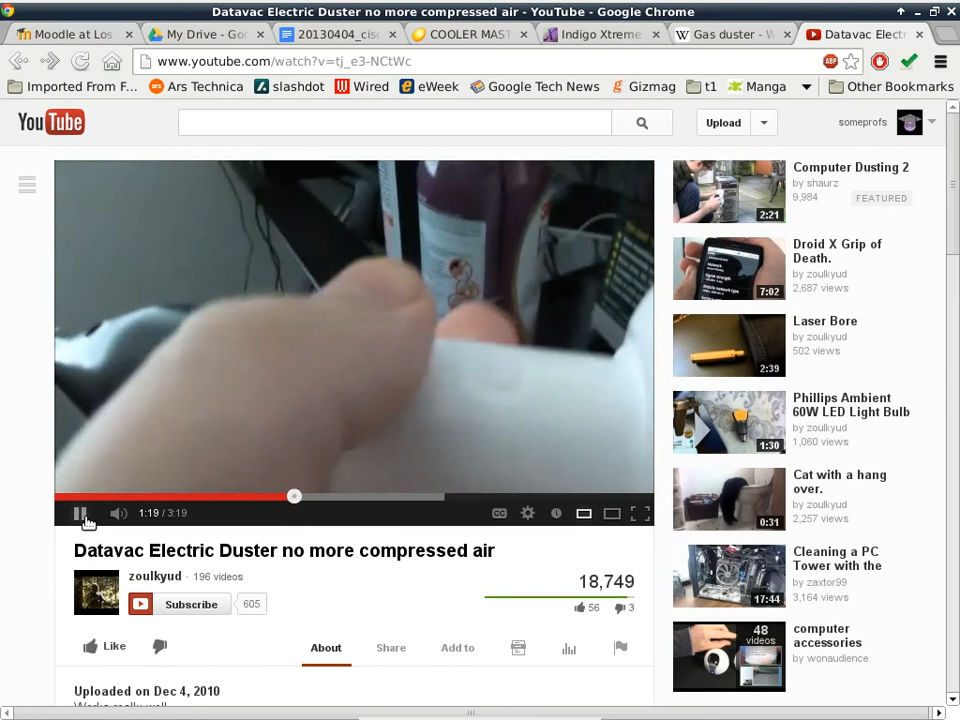 Datavac Electric Duster no more compressed air - YouTube - Google Chrome
Moodle at Los
My Drive - Goo
20130404_cisc
COOLER MAST
Indigo Xtreme
Gas duster - W
Datavac Electr
www.youtube.com/watch?v=tj_e3-NCtWc
ABP
Imported From F...
Ars Technica
slashdot
Wired
eWeek
Google Tech News
Gizmag
t1
Manga
Other Bookmarks
YouTube
Upload
someprofs
1:19 / 3:19
CC
Datavac Electric Duster no more compressed air
zoulkyud · 196 videos
Subscribe
605
18,749
56
3
Like
About
Share
Add to
Uploaded on Dec 4, 2010
Works really well
Computer Dusting 2
by shaurz
9,984
FEATURED
2:21
Droid X Grip of
Death.
by zoulkyud
2,687 views
7:02
Laser Bore
by zoulkyud
502 views
2:39
Phillips Ambient
60W LED Light Bulb
by zoulkyud
1,060 views
1:30
Cat with a hang
over.
by zoulkyud
2,257 views
0:31
Cleaning a PC
Tower with the
by zaxtor99
3,164 views
17:44
computer
accessories
by wonaudience
48
videos